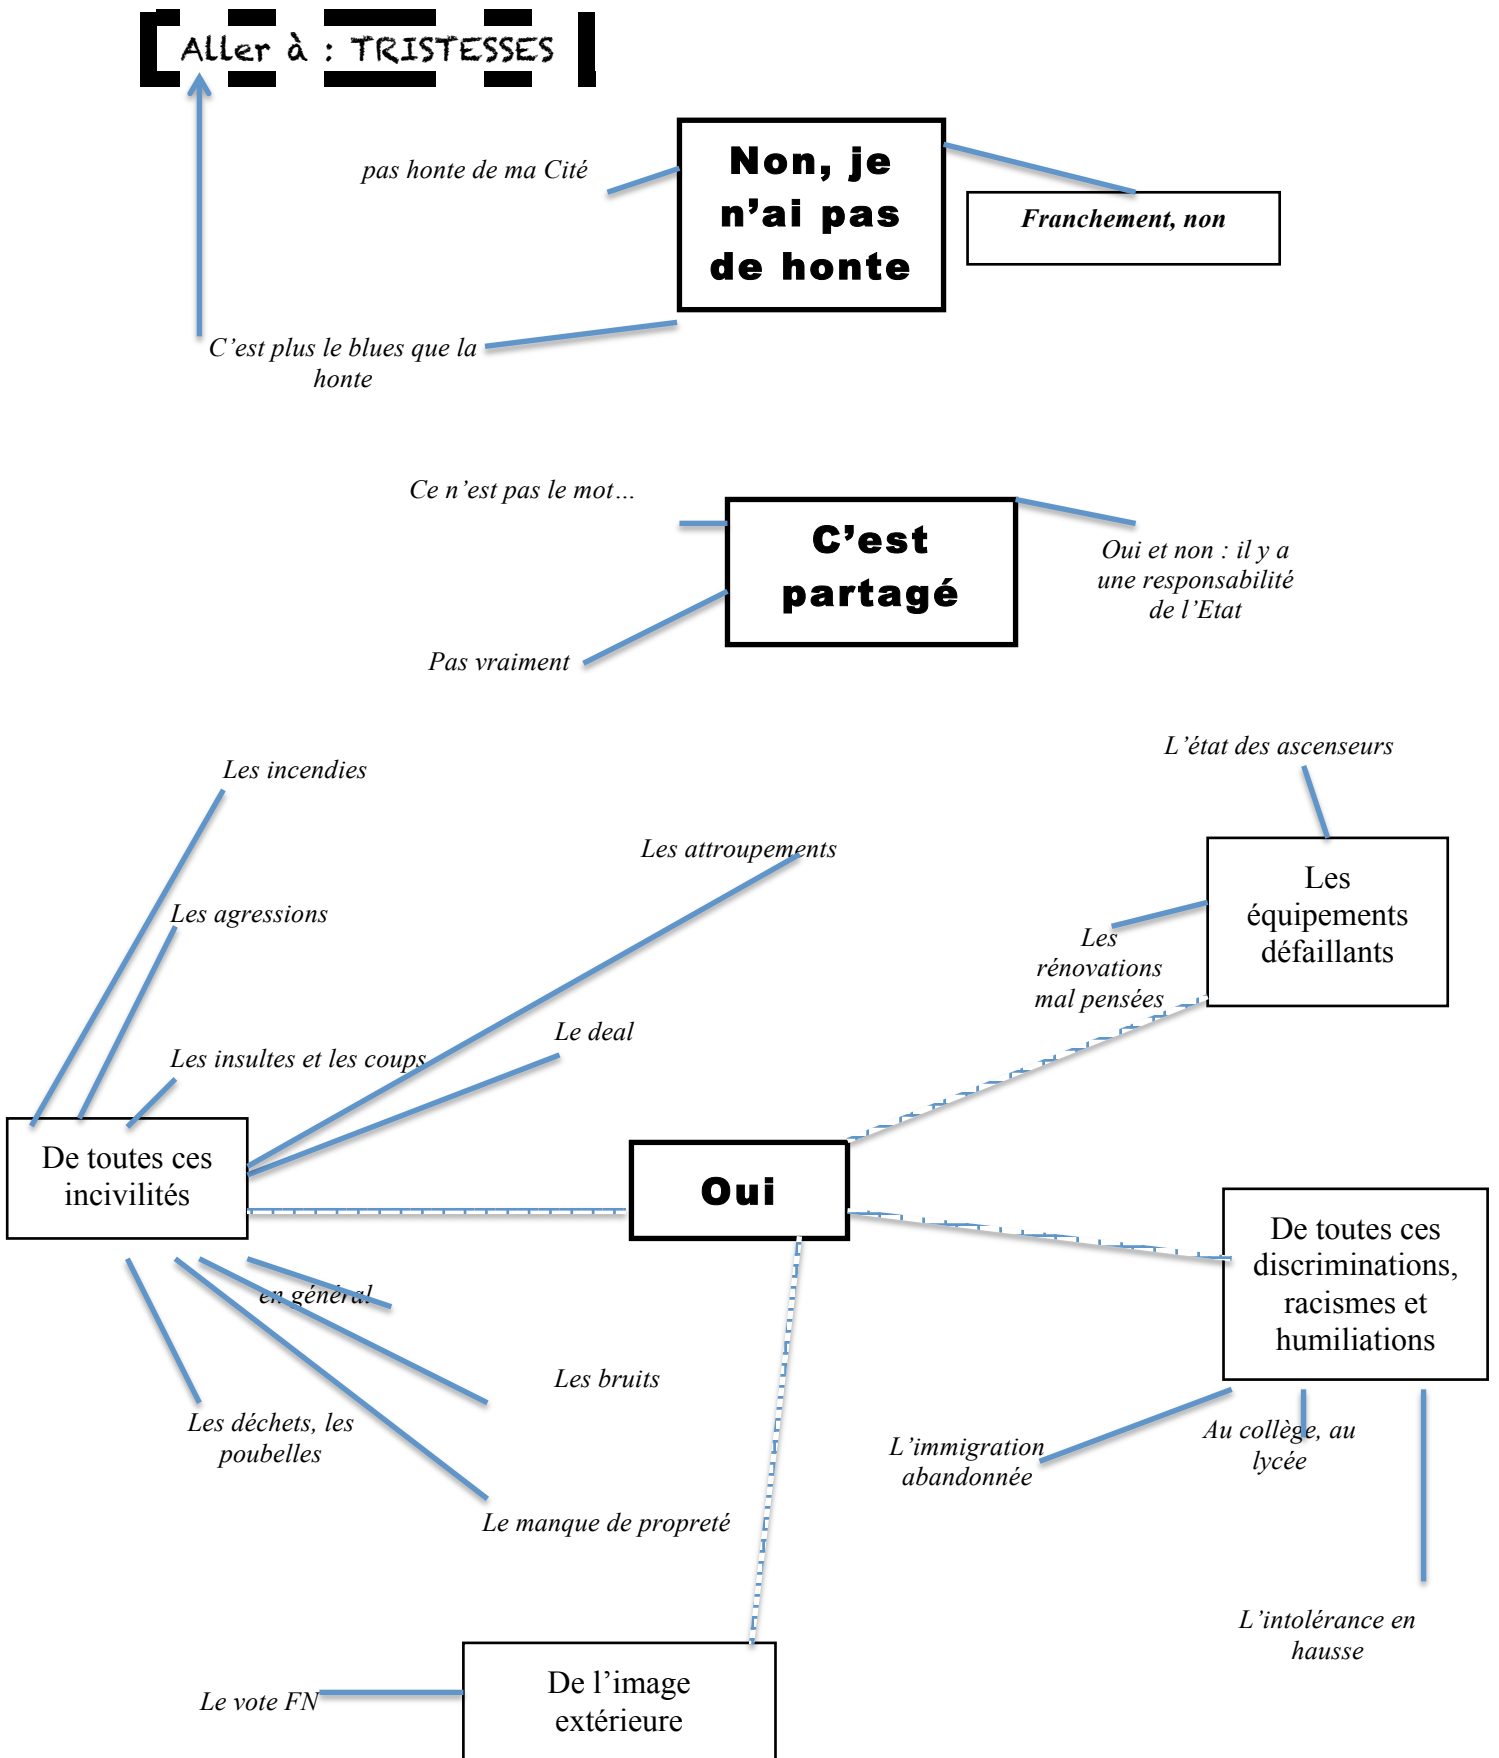 Aller à : TRISTESSES
pas honte de ma Cité
Non, je
n’ai pas
de honte
Franchement, non
C’est plus le blues que la
honte
Ce n’est pas le mot…
C’est
partagé
Oui et non : il y a
une responsabilité
de l’Etat
Pas vraiment
L’état des ascenseurs
Les incendies
Les attroupements
Les
équipements
défaillants
Les agressions
Les
rénovations
mal pensées
Le deal
Les insultes et les coups
De toutes ces
incivilités
Oui
De toutes ces
discriminations,
racismes et
humiliations
en général
Les bruits
Les déchets, les
poubelles
Au collège, au
lycée
L’immigration
abandonnée
Le manque de propreté
L’intolérance en
hausse
Le vote FN
De l’image
extérieure